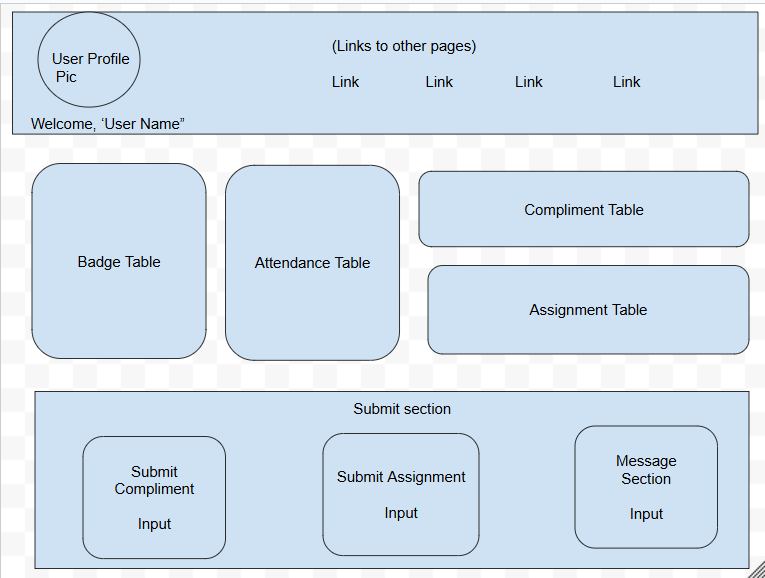 User Profile
Pic
Welcome, ‘User Name”
(Links to other pages)
Link Link Link Link
Badge Table
Attendance Table
Compliment Table
Assignment Table
Submit section
Submit
Compliment
Input
Submit Assignment
Input
Message
Section
Input